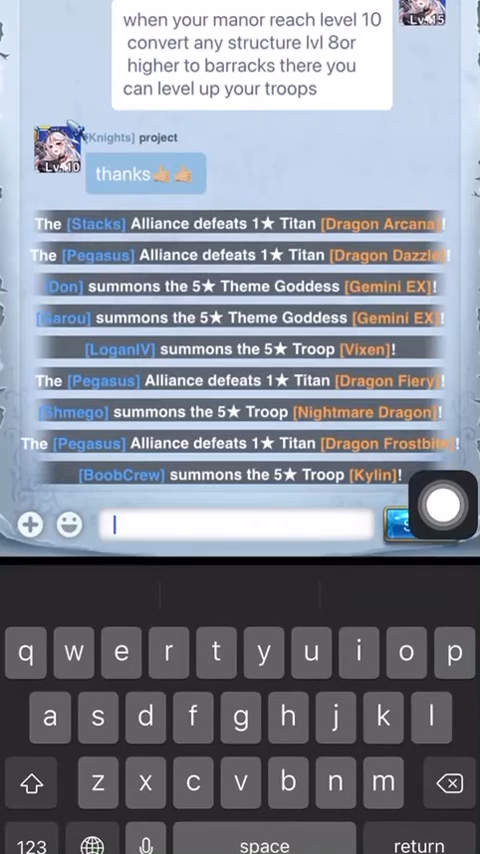 when your manor reach level 10
convert any structure lvl 8or
higher to barracks there you
can level up your troops
Lv.15
[Knights] project
Lv.10
thanks👍🏼👍🏼
The [Stacks] Alliance defeats 1★ Titan [Dragon Arcana]!
The [Pegasus] Alliance defeats 1★ Titan [Dragon Dazzle]!
[Don] summons the 5★ Theme Goddess [Gemini EX]!
[Garou] summons the 5★ Theme Goddess [Gemini EX]!
[LoganIV] summons the 5★ Troop [Vixen]!
The [Pegasus] Alliance defeats 1★ Titan [Dragon Fiery]!
[Shmego] summons the 5★ Troop [Nightmare Dragon]!
The [Pegasus] Alliance defeats 1★ Titan [Dragon Frostbite]!
[BoobCrew] summons the 5★ Troop [Kylin]!
q w e r t y u i o p
a s d f g h j k l
z x c v b n m
123 space return